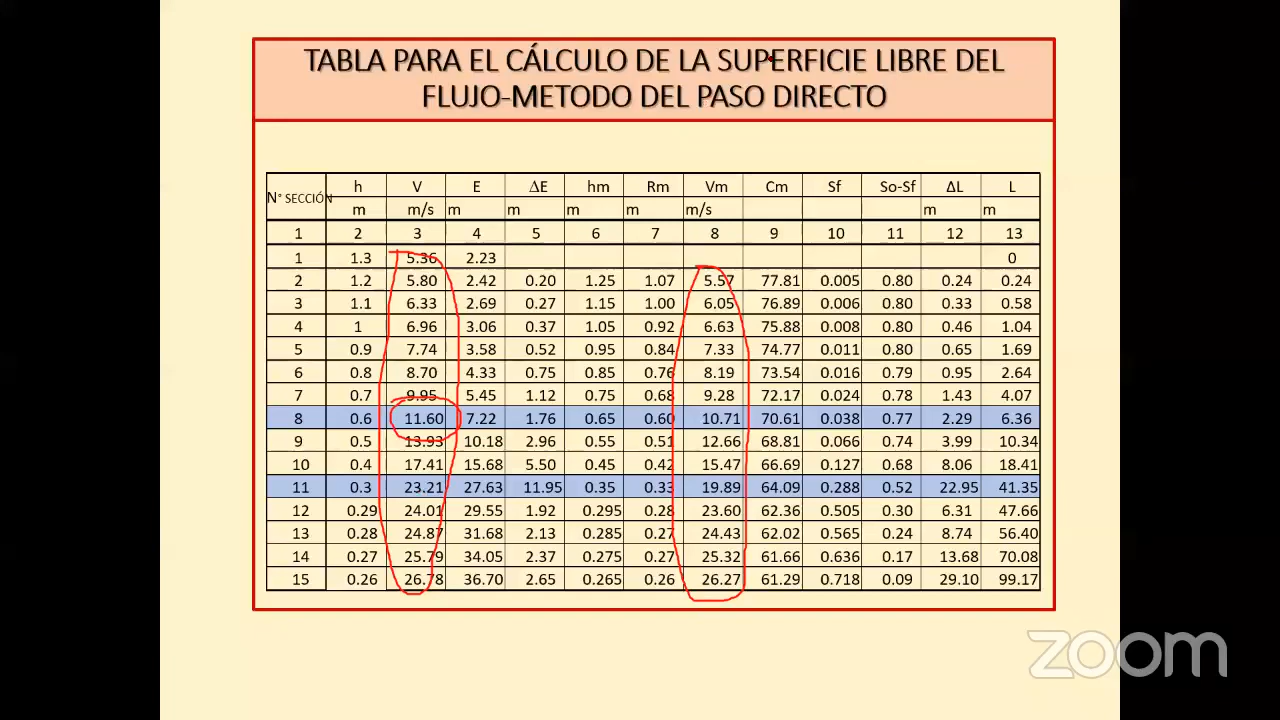 TABLA PARA EL CÁLCULO DE LA SUPERFICIE LIBRE DEL
FLUJO-METODO DEL PASO DIRECTO
N° SECCIÓN h V E ΔE hm Rm Vm Cm Sf So-Sf ΔL L
m m/s m m m m m/s m m
1 2 3 4 5 6 7 8 9 10 11 12 13
1 1.3 5.36 2.23 0
2 1.2 5.80 2.42 0.20 1.25 1.07 5.57 77.81 0.005 0.80 0.24 0.24
3 1.1 6.33 2.69 0.27 1.15 1.00 6.05 76.89 0.006 0.80 0.33 0.58
4 1 6.96 3.06 0.37 1.05 0.92 6.63 75.88 0.008 0.80 0.46 1.04
5 0.9 7.74 3.58 0.52 0.95 0.84 7.33 74.77 0.011 0.80 0.65 1.69
6 0.8 8.70 4.33 0.75 0.85 0.76 8.19 73.54 0.016 0.79 0.95 2.64
7 0.7 9.95 5.45 1.12 0.75 0.68 9.28 72.17 0.024 0.78 1.43 4.07
8 0.6 11.60 7.22 1.76 0.65 0.60 10.71 70.61 0.038 0.77 2.29 6.36
9 0.5 13.93 10.18 2.96 0.55 0.51 12.66 68.81 0.066 0.74 3.99 10.34
10 0.4 17.41 15.68 5.50 0.45 0.42 15.47 66.69 0.127 0.68 8.06 18.41
11 0.3 23.21 27.63 11.95 0.35 0.33 19.89 64.09 0.288 0.52 22.95 41.35
12 0.29 24.01 29.55 1.92 0.295 0.28 23.60 62.36 0.505 0.30 6.31 47.66
13 0.28 24.87 31.68 2.13 0.285 0.27 24.43 62.02 0.565 0.24 8.74 56.40
14 0.27 25.79 34.05 2.37 0.275 0.27 25.32 61.66 0.636 0.17 13.68 70.08
15 0.26 26.78 36.70 2.65 0.265 0.26 26.27 61.29 0.718 0.09 29.10 99.17
zoom